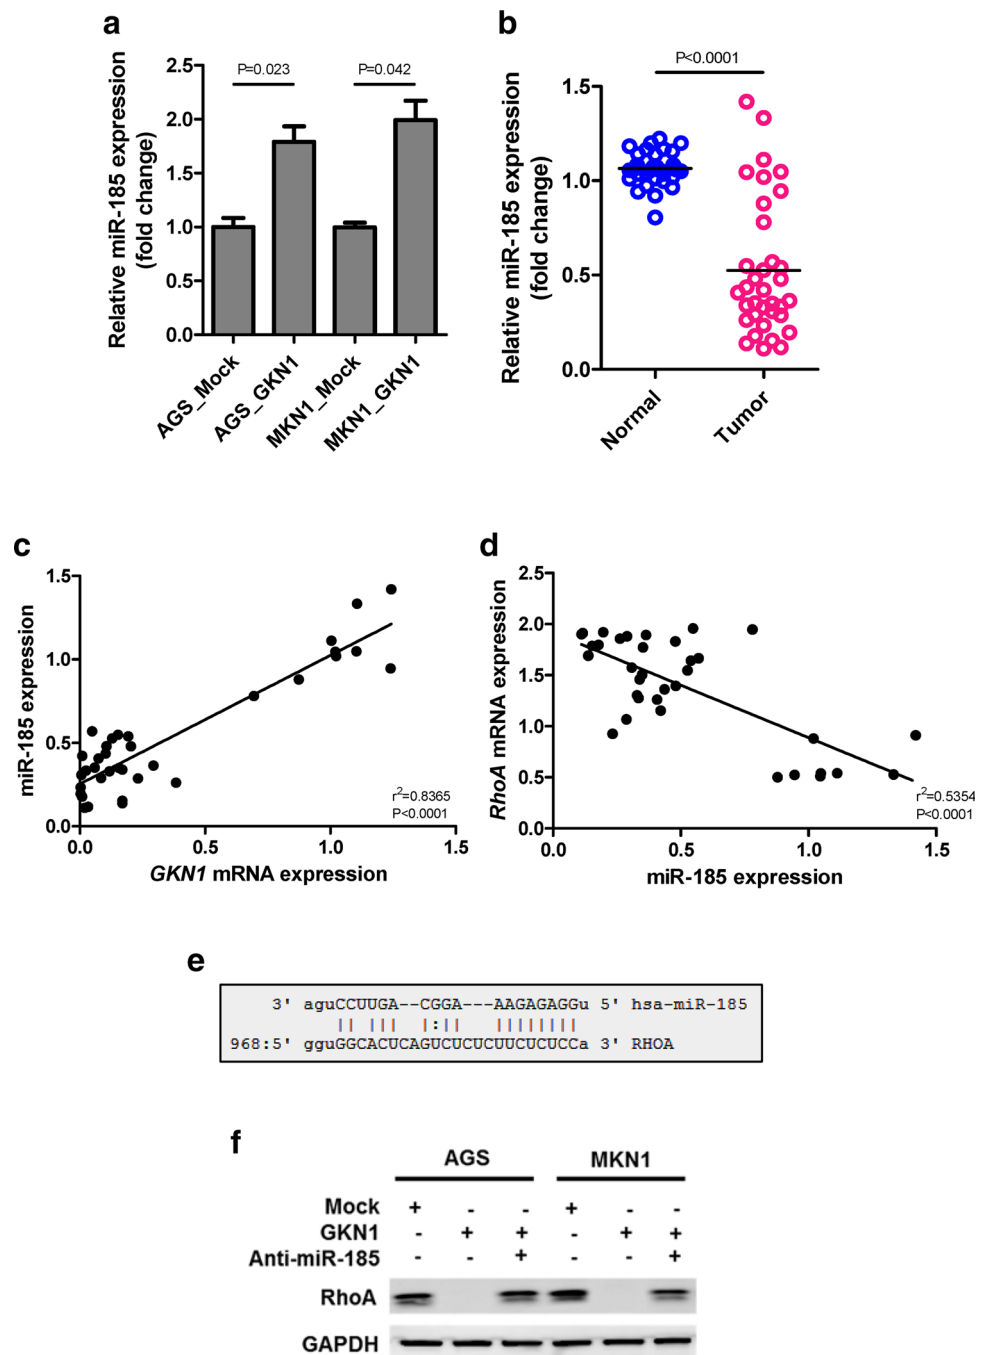 a
Relative miR-185 expression
(fold change)
2.5
2.0
1.5
1.0
0.5
0.0
P=0.023
P=0.042
AGS_Mock
AGS_GKN1
MKN1_Mock
MKN1_GKN1
b
Relative miR-185 expression
(fold change)
P<0.0001
1.5
1.0
0.5
0.0
Normal
Tumor
c
miR-185 expression
1.5
1.0
0.5
0.0
0.0
0.5
1.0
1.5
r2=0.8365
P<0.0001
GKN1 mRNA expression
d
RhoA mRNA expression
2.5
2.0
1.5
1.0
0.5
0.0
0.0
0.5
1.0
1.5
r2=0.5354
P<0.0001
miR-185 expression
e
3' aguCCUUGA--CGGA---AAGAGAGGu 5' hsa-miR-185
|| ||| |:|| ||||||||
968:5' gguGGCACUCAGUCUCUCUUCUCUCCa 3' RHOA
f
AGS MKN1
Mock + - - + - -
GKN1 - + + - + +
Anti-miR-185 - - + - - +
RhoA
GAPDH